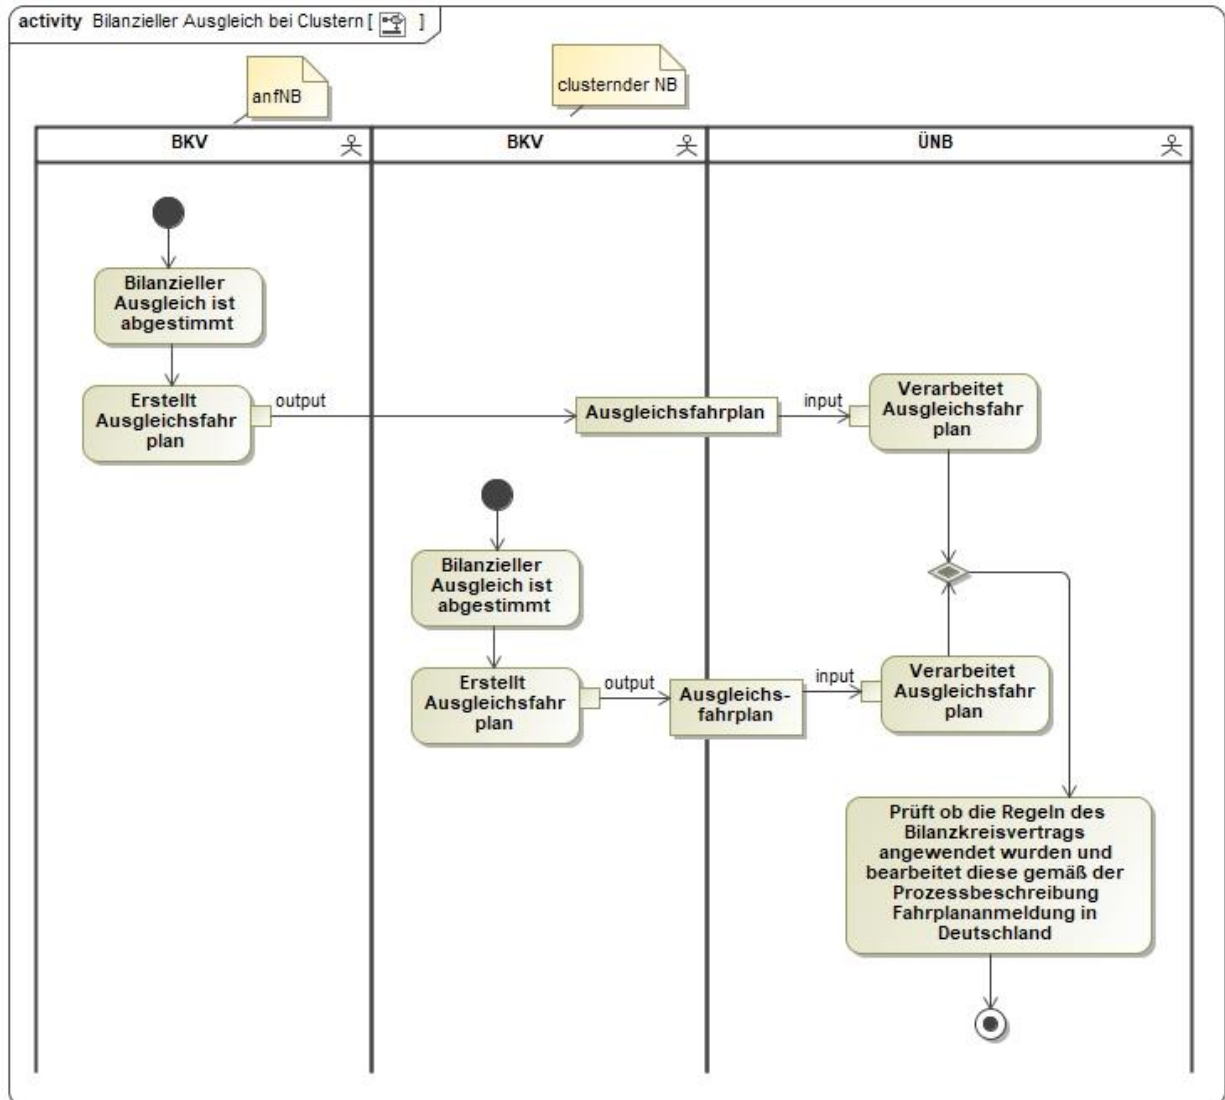 activity Bilanzieller Ausgleich bei Clustern [ ]
anfNB
clusternder NB
BKV
BKV
ÜNB
Bilanzieller
Ausgleich ist
abgestimmt
Erstellt
Ausgleichsfahr
plan
output
Ausgleichsfahrplan
input
Verarbeitet
Ausgleichsfahr
plan
Bilanzieller
Ausgleich ist
abgestimmt
Erstellt
Ausgleichsfahr
plan
output
Ausgleichs-
fahrplan
input
Verarbeitet
Ausgleichsfahr
plan
Prüft ob die Regeln des
Bilanzkreisvertrags
angewendet wurden und
bearbeitet diese gemäß der
Prozessbeschreibung
Fahrplananmeldung in
Deutschland